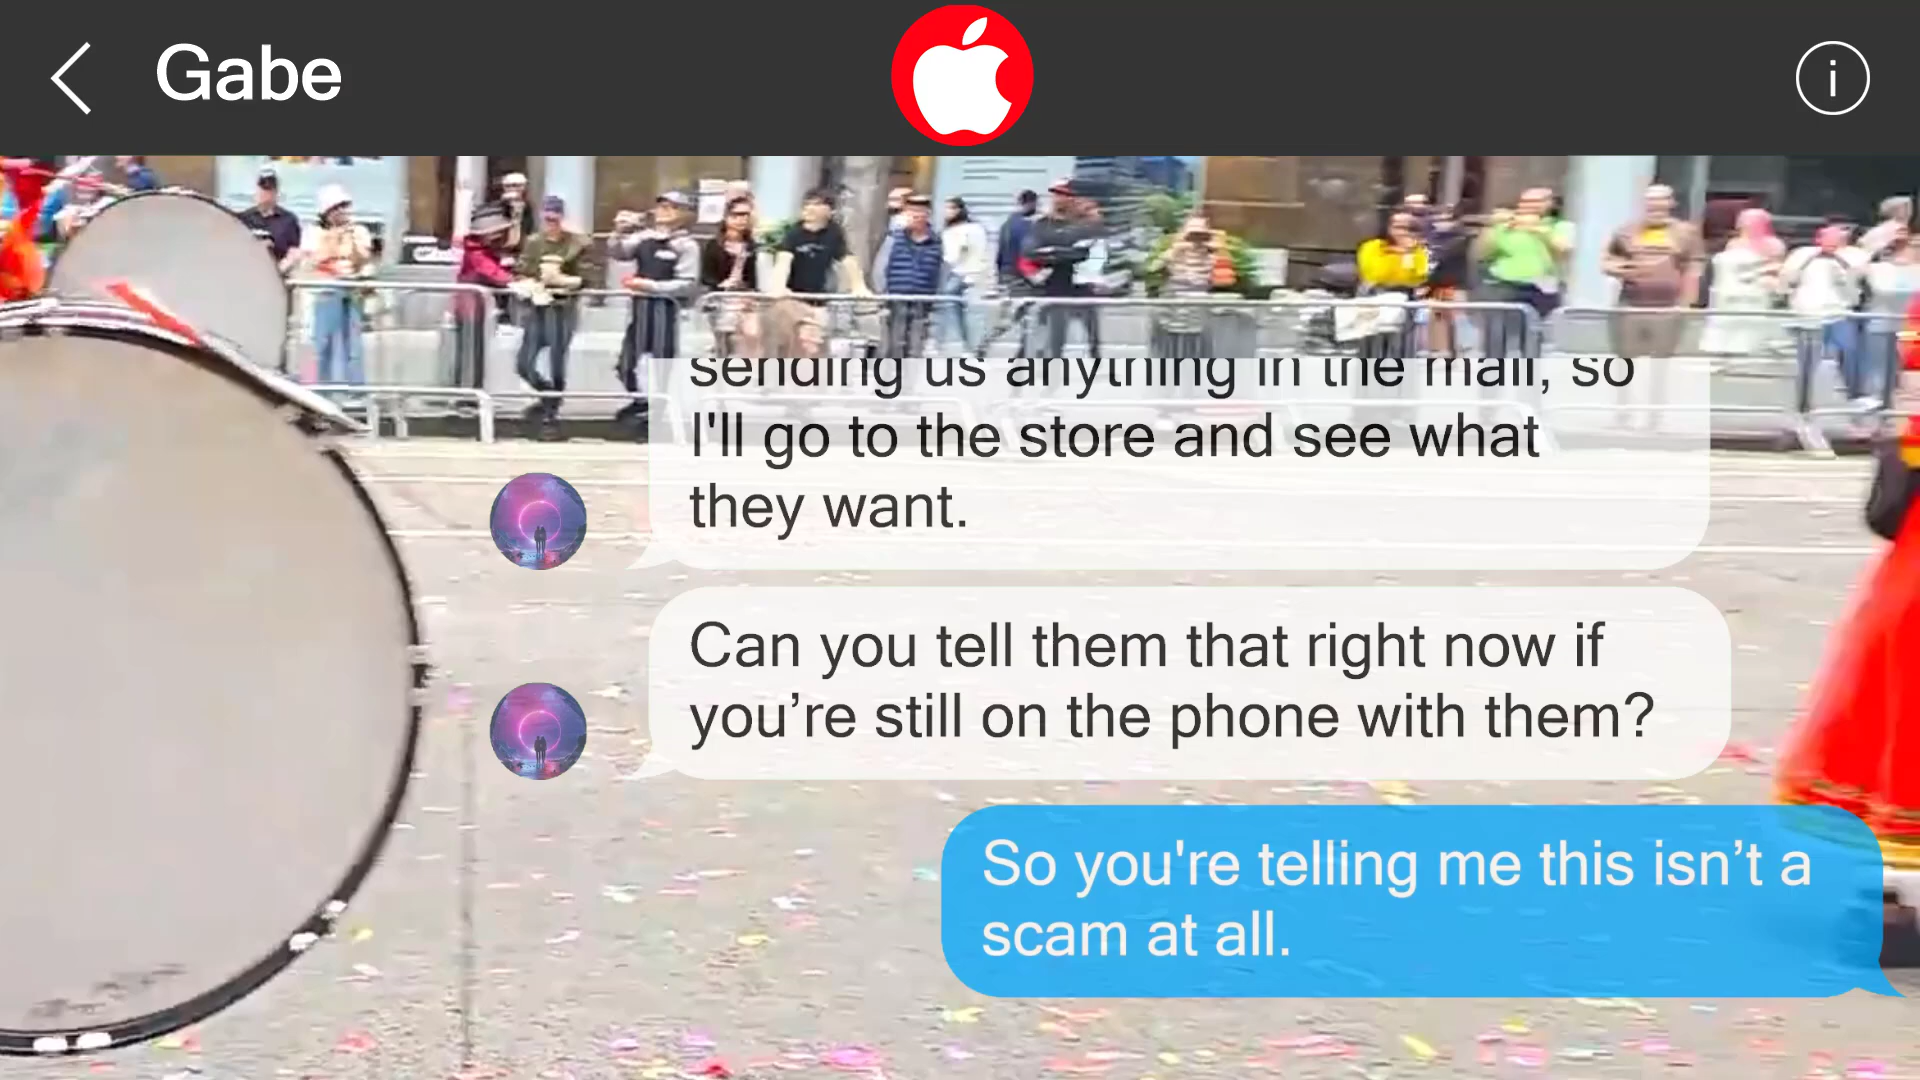 Gabe
sending us anything in the mail, so
I'll go to the store and see what
they want.
Can you tell them that right now if
you’re still on the phone with them?
So you're telling me this isn’t a
scam at all.